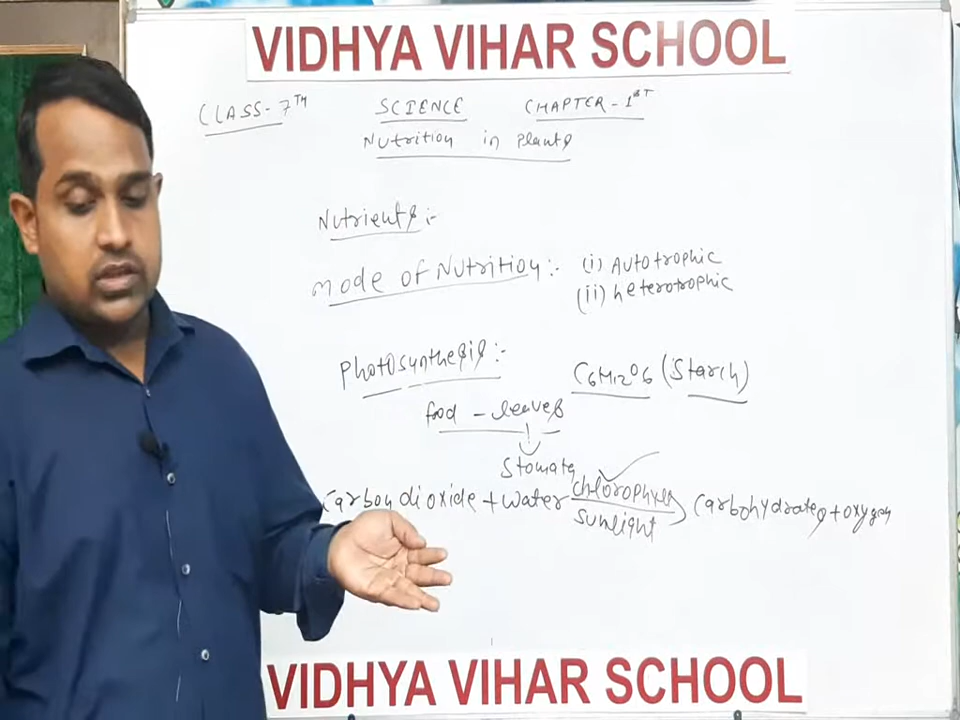 VIDHYA VIHAR SCHOOL
CLASS- 7TH SCIENCE CHAPTER-1ST
Nutrition in Plants
Nutrients :-
Mode of Nutrition :- (i) Autotrophic
(ii) heterotrophic
Photosynthesis :- C6H12O6 (Starch)
food - leaves
Stomata
Carbon dioxide + water chlorophyll Carbohydrates + oxygen
Sunlight
VIDHYA VIHAR SCHOOL